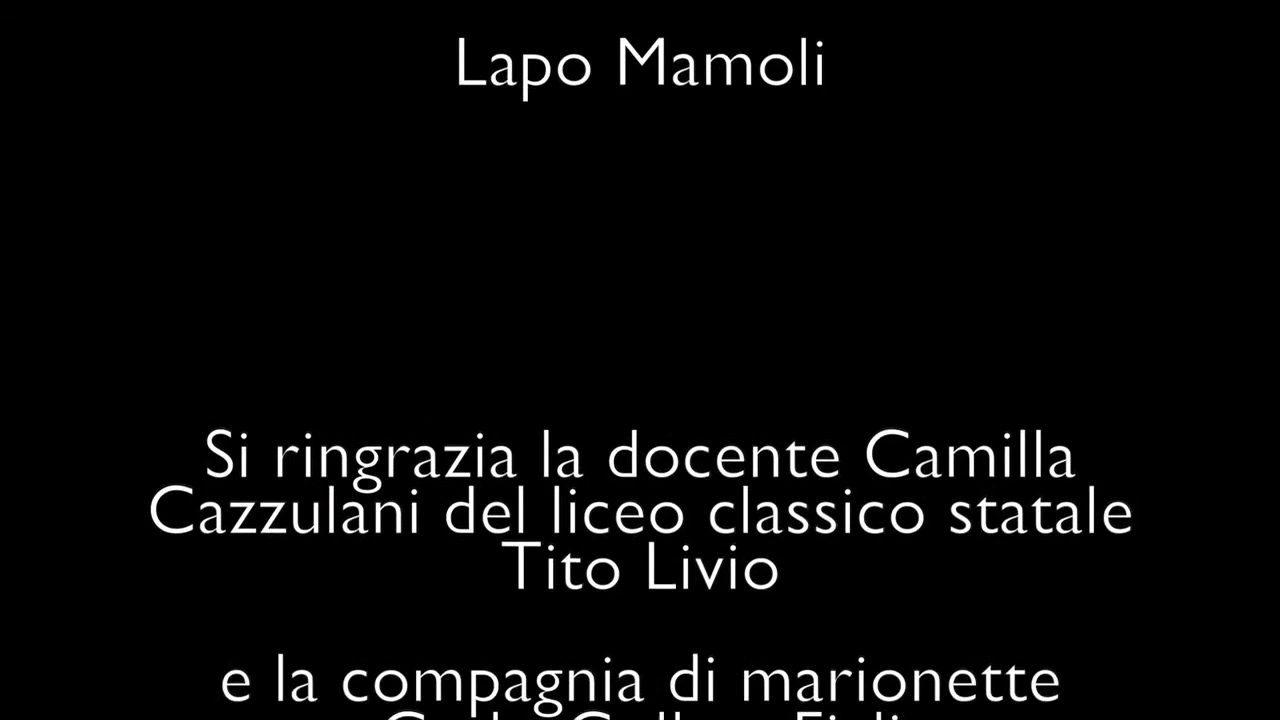 Lapo Mamoli
Si ringrazia la docente Camilla
Cazzulani del liceo classico statale
Tito Livio
e la compagnia di marionette